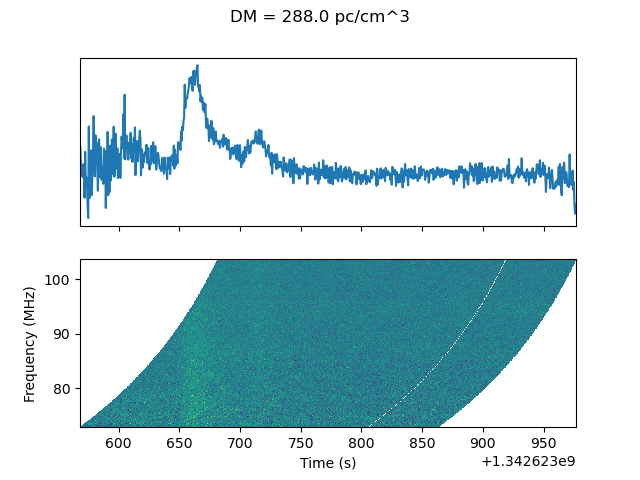 DM = 288.0 pc/cm^3
100
90
80
Frequency (MHz)
600 650 700 750 800 850 900 950
Time (s)
+1.342623e9